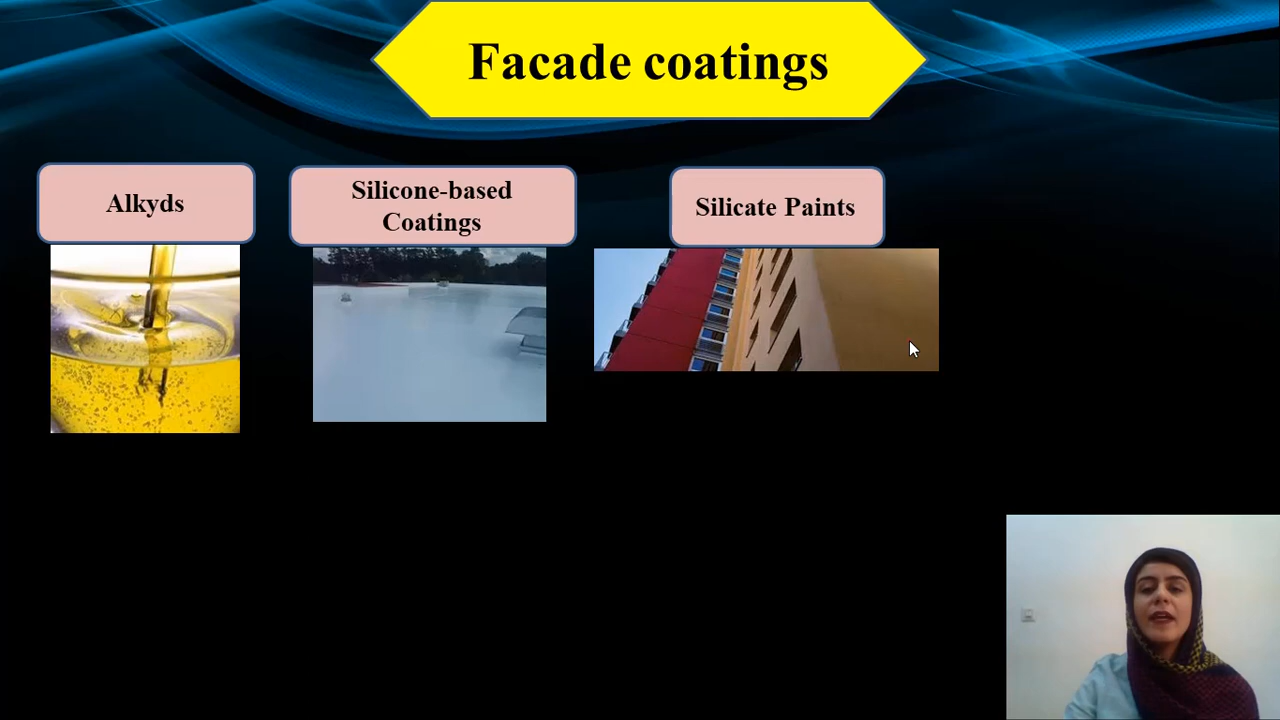 Facade coatings
Alkyds
Silicone-based
Coatings
Silicate Paints